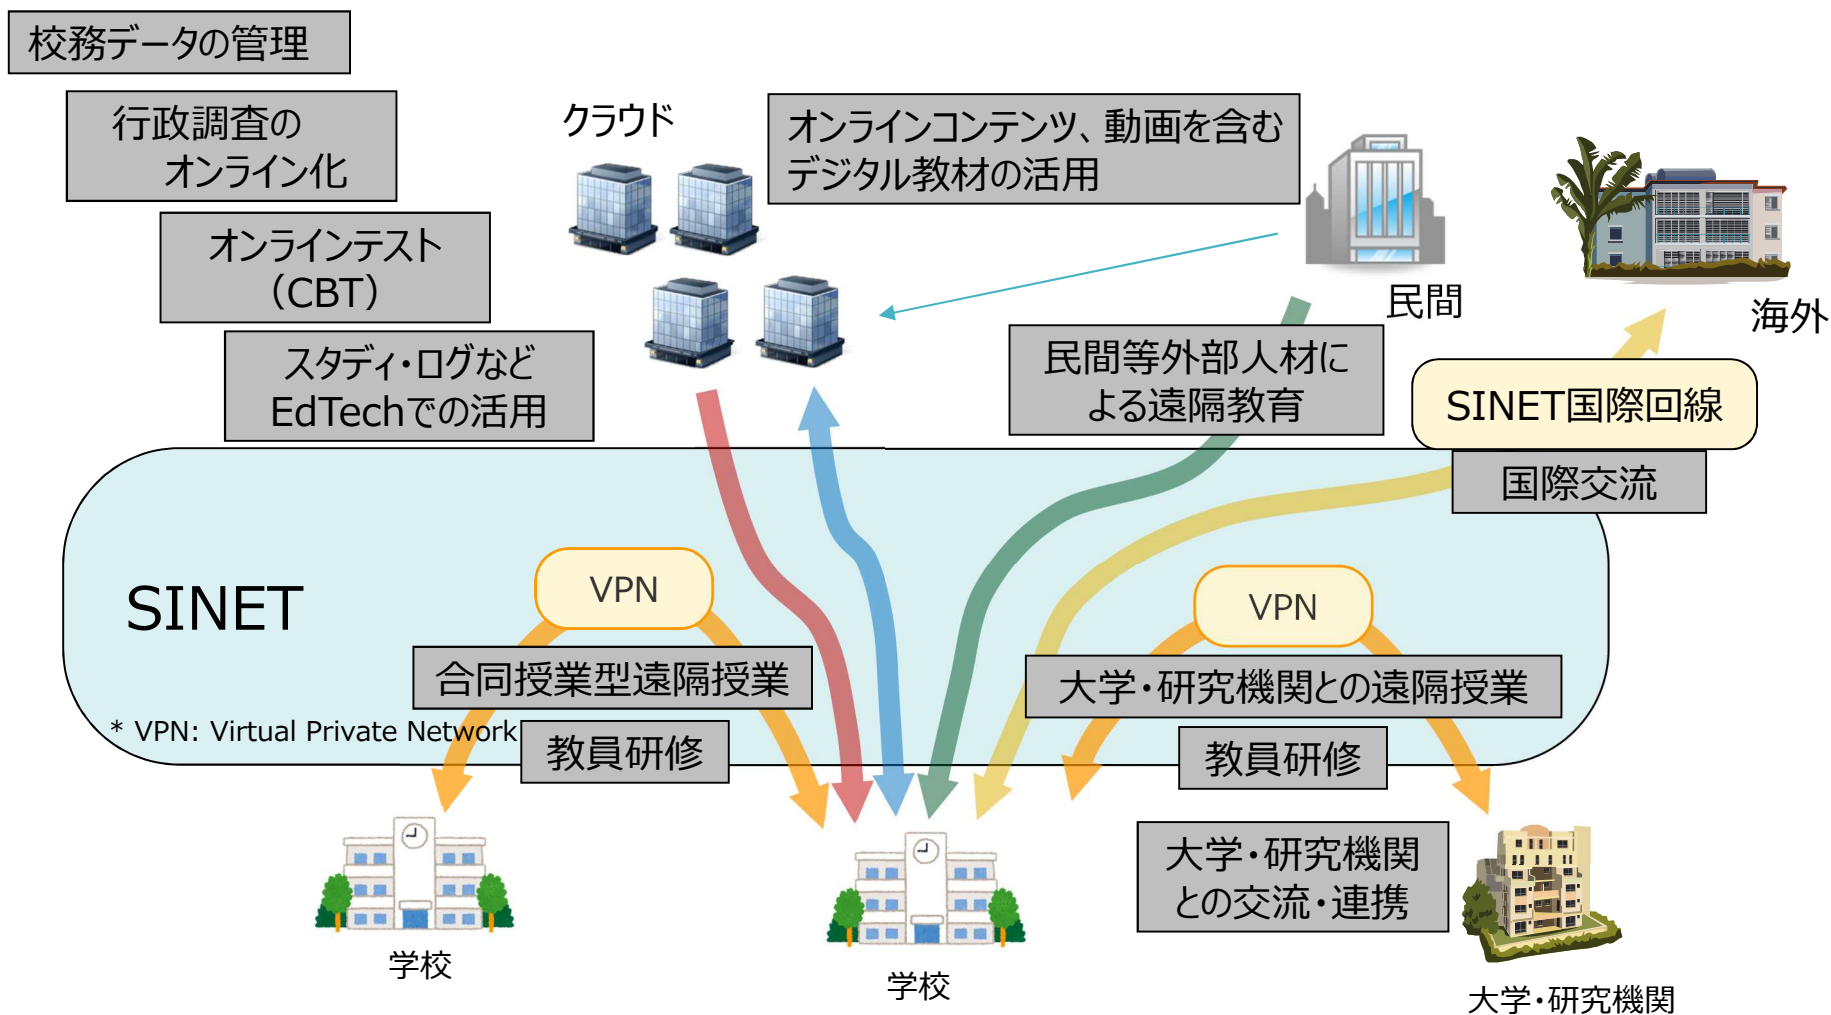 校務データの管理
行政調査の
オンライン化
オンラインテスト
（CBT）
スタディ・ログなど
EdTechでの活用
クラウド
オンラインコンテンツ、動画を含む
デジタル教材の活用
民間
海外
民間等外部人材に
よる遠隔教育
SINET国際回線
国際交流
SINET
VPN
VPN
合同授業型遠隔授業
大学・研究機関との遠隔授業
* VPN: Virtual Private Network
教員研修
教員研修
大学・研究機関
との交流・連携
学校
学校
大学・研究機関